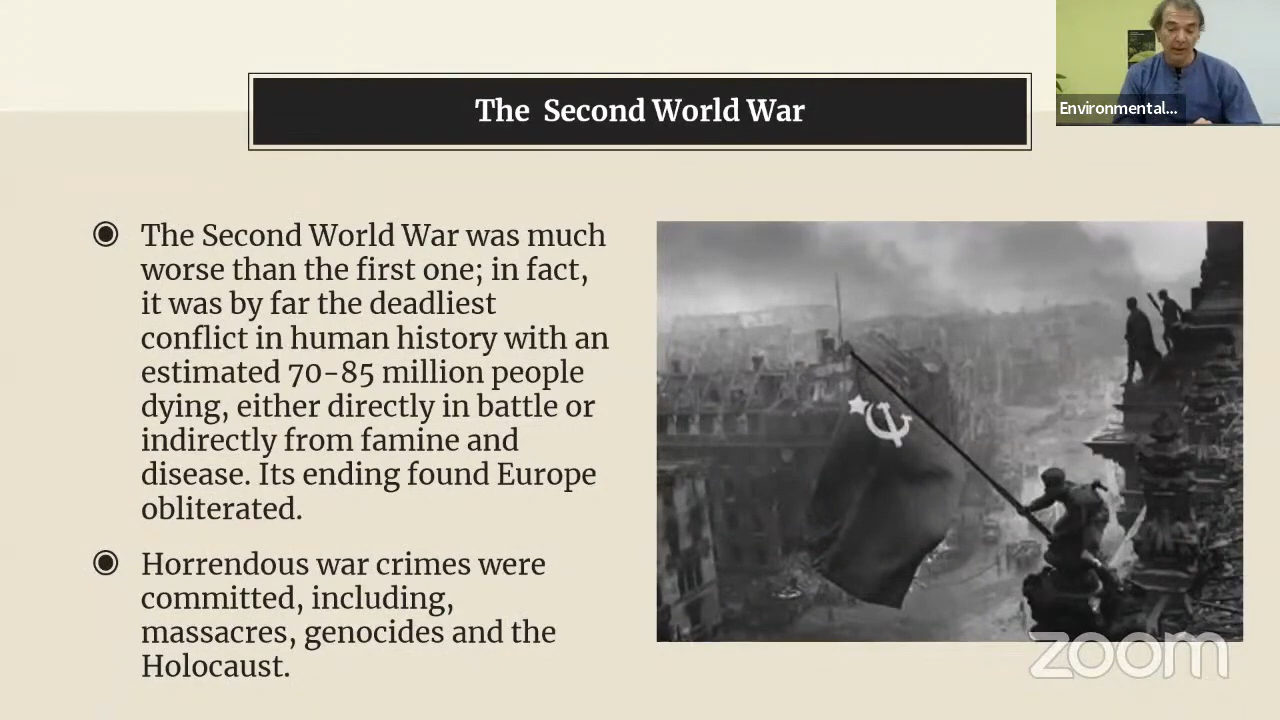 The Second World War
Environmental...
The Second World War was much
worse than the first one; in fact,
it was by far the deadliest
conflict in human history with an
estimated 70-85 million people
dying, either directly in battle or
indirectly from famine and
disease. Its ending found Europe
obliterated.
Horrendous war crimes were
committed, including,
massacres, genocides and the
Holocaust.
zoom